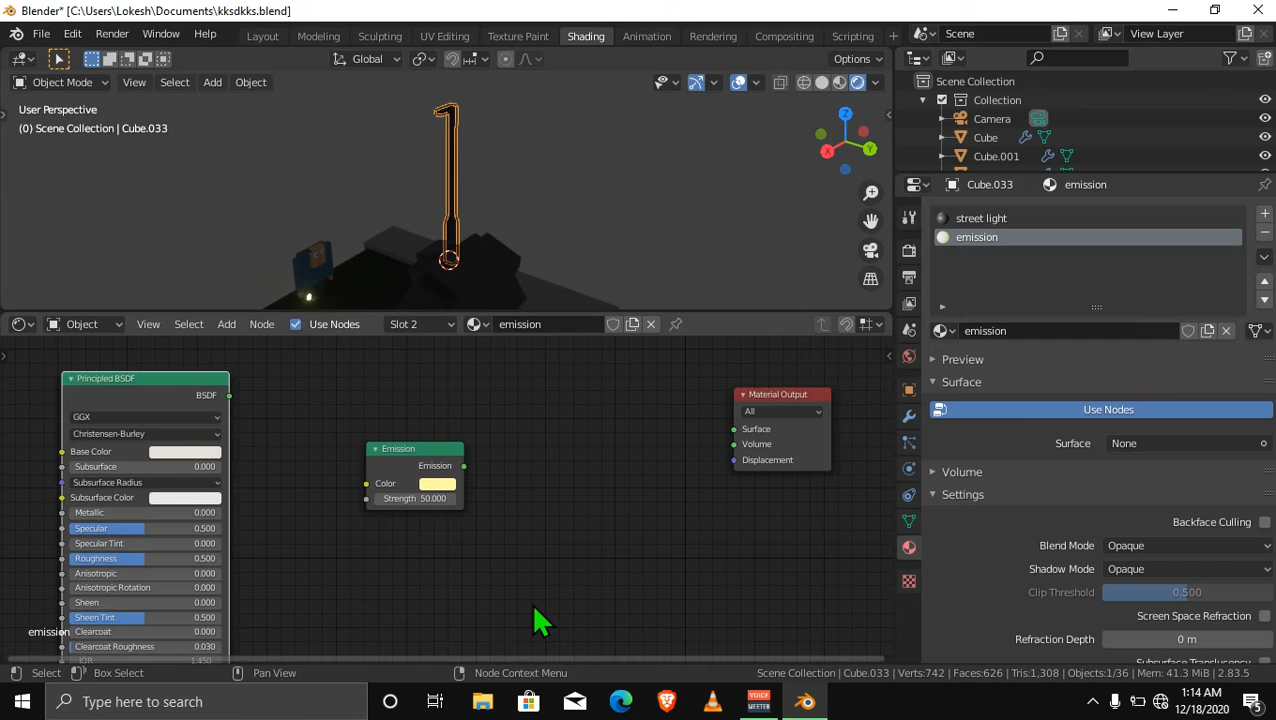 Blender* [C:\Users\Lokesh\Documents\kksdkks.blend]
File Edit Render Window Help Layout Modeling Sculpting UV Editing Texture Paint Shading Animation Rendering Compositing Scripting Scene View Layer
Global Options
Object Mode View Select Add Object
User Perspective
(0) Scene Collection | Cube.033
Z
X
Y
Scene Collection
Collection
Camera
Cube
Cube.001
Cube.033 emission
street light
emission
Object View Select Add Node Use Nodes Slot 2 emission
emission
Preview
Surface
Use Nodes
Surface None
Volume
Settings
Backface Culling
Blend Mode Opaque
Shadow Mode Opaque
Clip Threshold 0.500
Screen Space Refraction
Refraction Depth 0 m
Subsurface Translucency
Principled BSDF
BSDF
GGX
Christensen-Burley
Base Color
Subsurface 0.000
Subsurface Radius
Subsurface Color
Metallic 0.000
Specular 0.500
Specular Tint 0.000
Roughness 0.500
Anisotropic 0.000
Anisotropic Rotation 0.000
Sheen 0.000
Sheen Tint 0.500
Clearcoat 0.000
Clearcoat Roughness 0.030
IOR 1.450
emission
Emission
Emission
Color
Strength 50.000
Material Output
All
Surface
Volume
Displacement
Select Box Select Pan View Node Context Menu Scene Collection | Cube.033 | Verts:742 | Faces:626 | Tris:1,308 | Objects:1/36 | Mem: 41.3 MiB | 2.83.5
Type here to search
VOICE MEETER
1:14 AM
12/18/2020